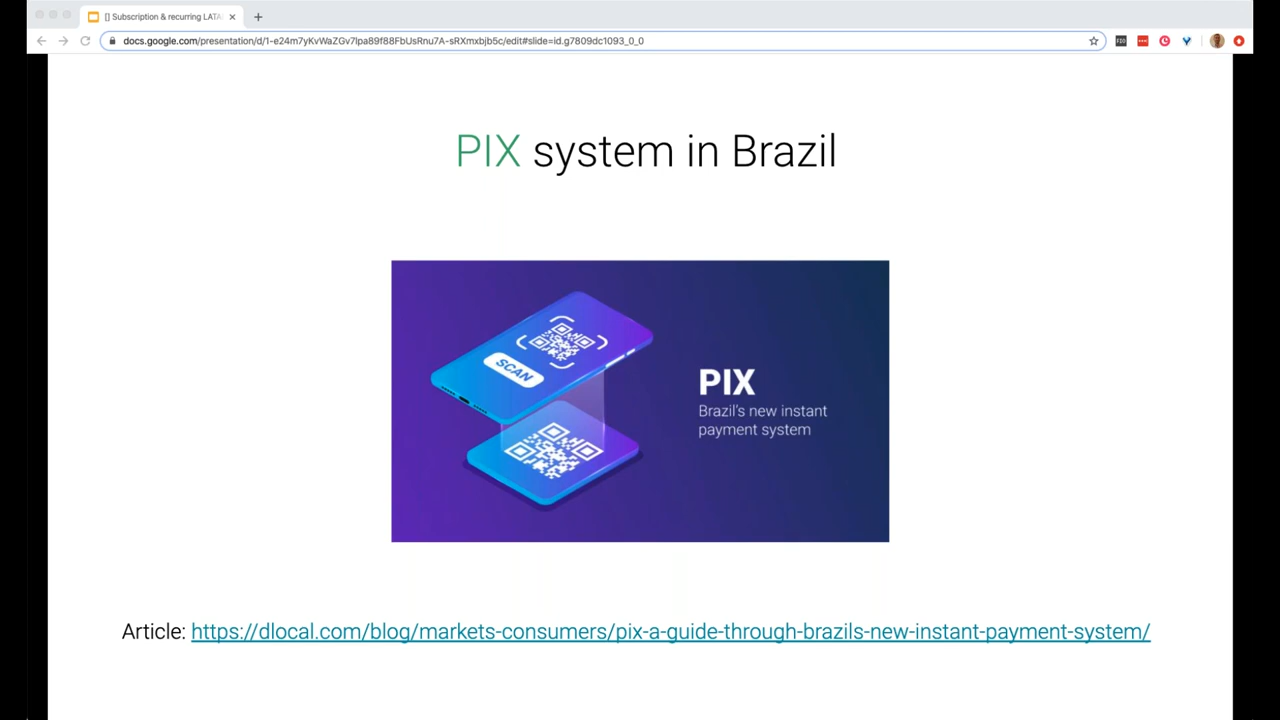 [] Subscription & recurring LATA
docs.google.com/presentation/d/1-e24m7yKvWaZGv7lpa89f88FbUsRnu7A-sRXmxbjb5c/edit#slide=id.g7809dc1093_0_0
PIX system in Brazil
SCAN
PIX
Brazil's new instant
payment system
Article: https://dlocal.com/blog/markets-consumers/pix-a-guide-through-brazils-new-instant-payment-system/